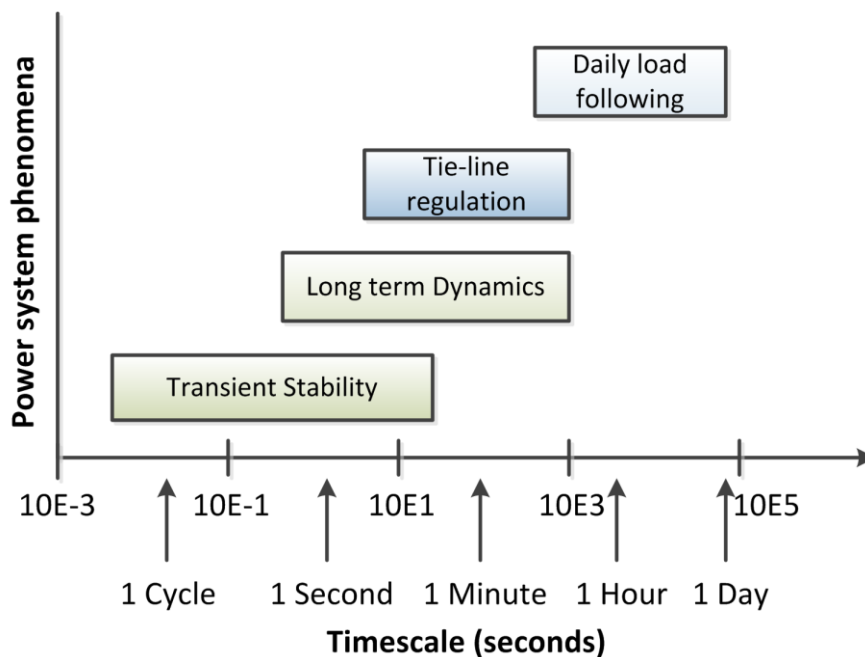 Power system phenomena
Daily load
following
Tie-line
regulation
Long term Dynamics
Transient Stability
10E-3
10E-1
10E1
10E3
10E5
1 Cycle
1 Second
1 Minute
1 Hour
1 Day
Timescale (seconds)